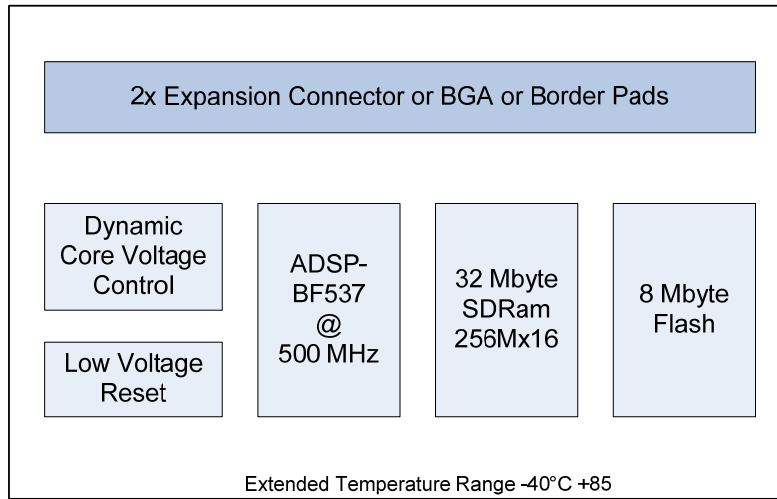 2x Expansion Connector or BGA or Border Pads
Dynamic
Core Voltage
Control
Low Voltage
Reset
ADSP-
BF537
@
500 MHz
32 Mbyte
SDRam
256Mx16
8 Mbyte
Flash
Extended Temperature Range -40°C +85